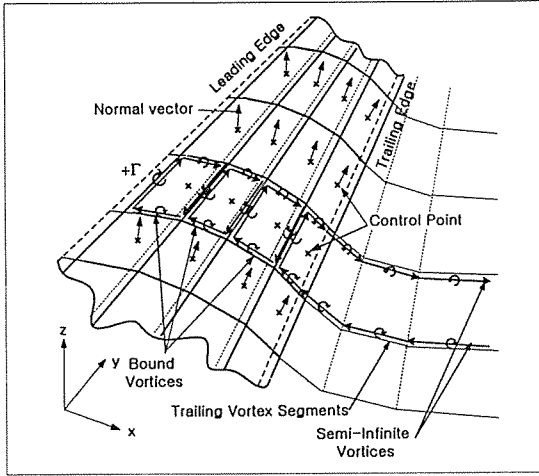 Leading Edge
Normal vector
Trailing Edge
+Γ
Control Point
z
y
x
Bound
Vortices
Trailing Vortex Segments
Semi-Infinite
Vortices